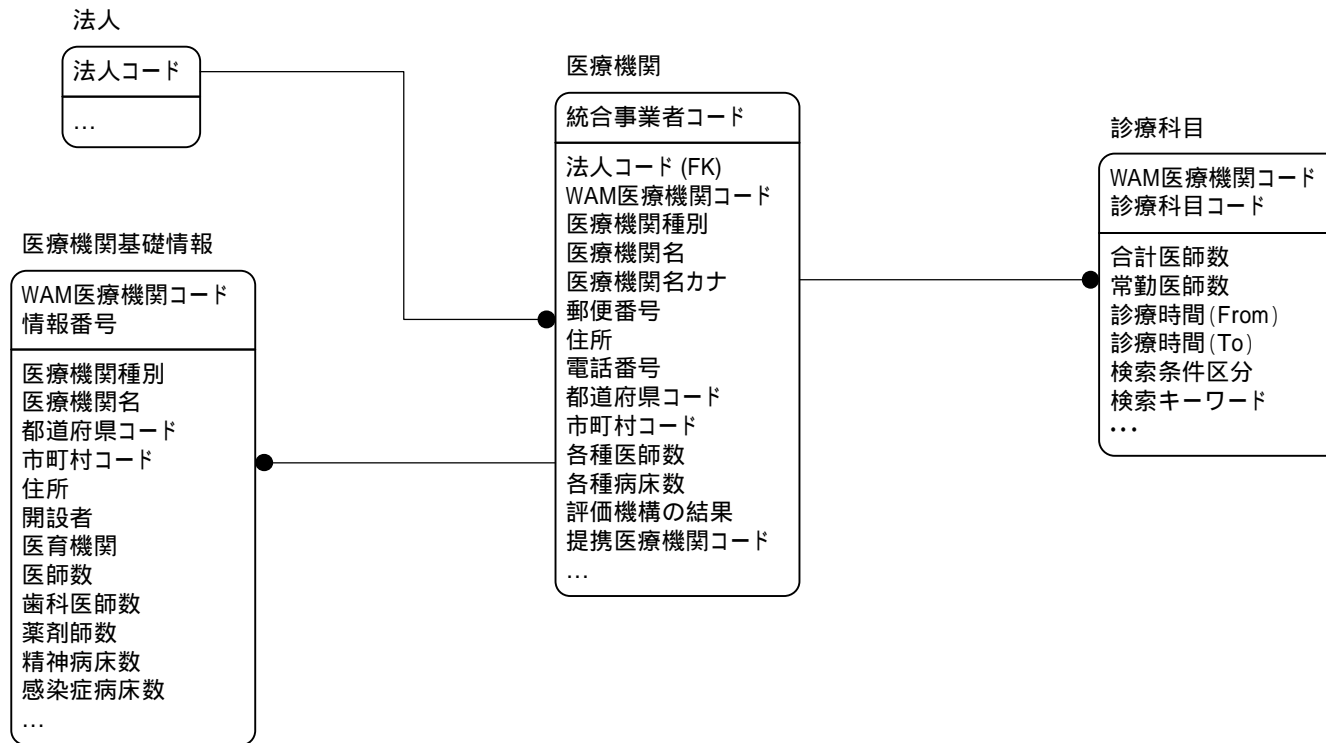 法人
法人コード
…
医療機関基礎情報
WAM医療機関コード
情報番号
医療機関種別
医療機関名
都道府県コード
市町村コード
住所
開設者
医育機関
医師数
歯科医師数
薬剤師数
精神病床数
感染症病床数
…
医療機関
統合事業者コード
法人コード(FK)
WAM医療機関コード
医療機関種別
医療機関名
医療機関名カナ
郵便番号
住所
電話番号
都道府県コード
市町村コード
各種医師数
各種病床数
評価機構の結果
提携医療機関コード
…
診療科目
WAM医療機関コード
診療科目コード
合計医師数
常勤医師数
診療時間(From)
診療時間(To)
検索条件区分
検索キーワード
・・・